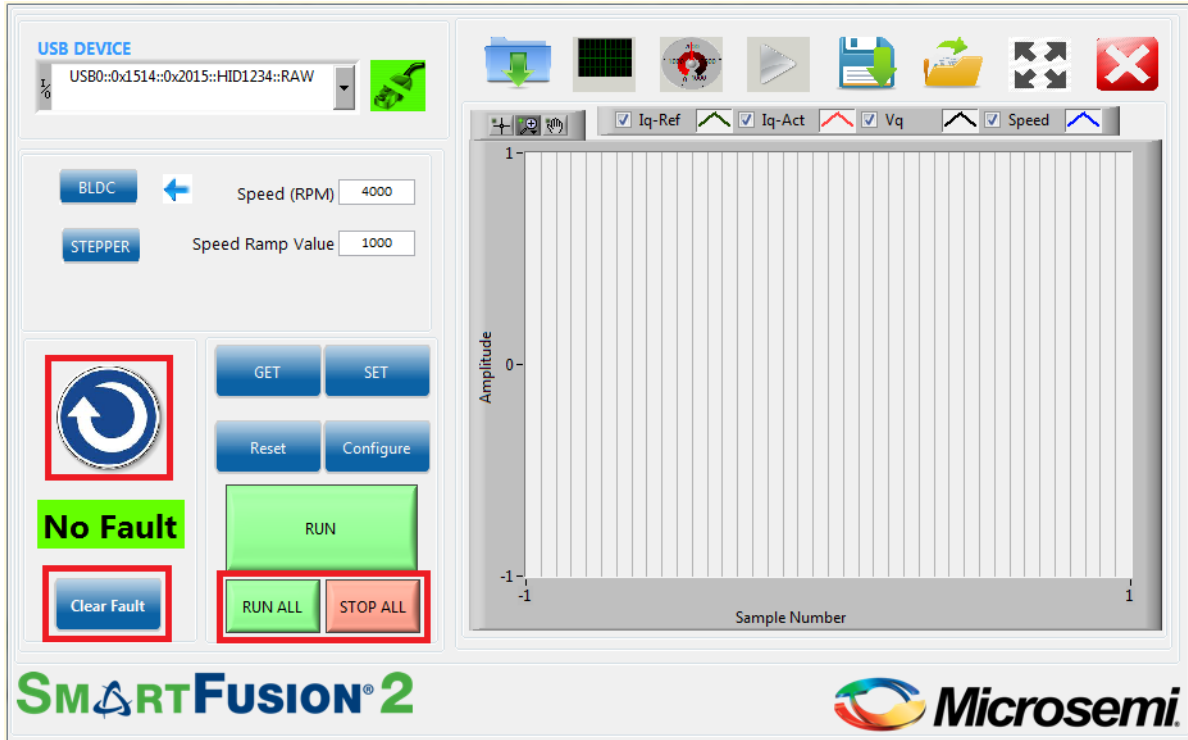 USB DEVICE
I/O
USB0::0x1514::0x2015::HID1234::RAW
BLDC
Speed (RPM) 4000
STEPPER
Speed Ramp Value 1000
GET SET
Reset Configure
No Fault
RUN
Clear Fault
RUN ALL STOP ALL
Iq-Ref Iq-Act Vq Speed
1
Amplitude
0
-1
-1 1
Sample Number
SMARTFUSION® 2
Microsemi.